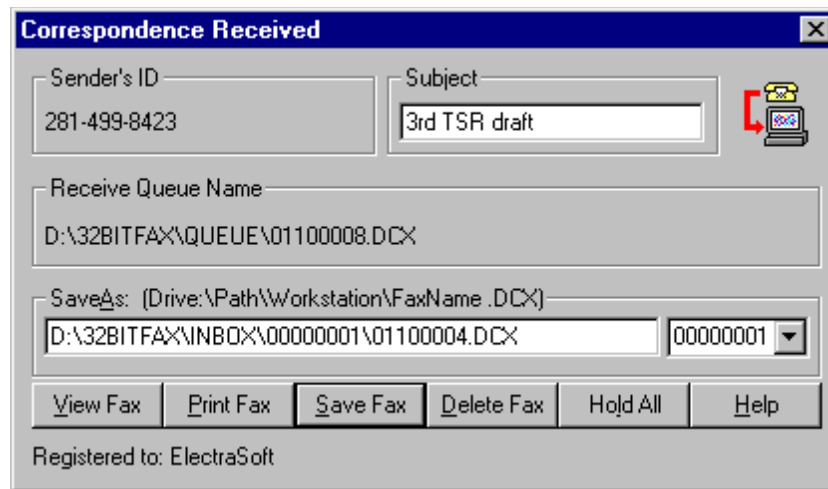 Correspondence Received
Sender's ID
281-499-8423
Subject
3rd TSR draft
Receive Queue Name
D:\32BITFAX\QUEUE\01100008.DCX
SaveAs: (Drive:\Path\Workstation\FaxName .DCX)
D:\32BITFAX\INBOX\00000001\01100004.DCX 00000001
View Fax Print Fax Save Fax Delete Fax Hold All Help
Registered to: ElectraSoft